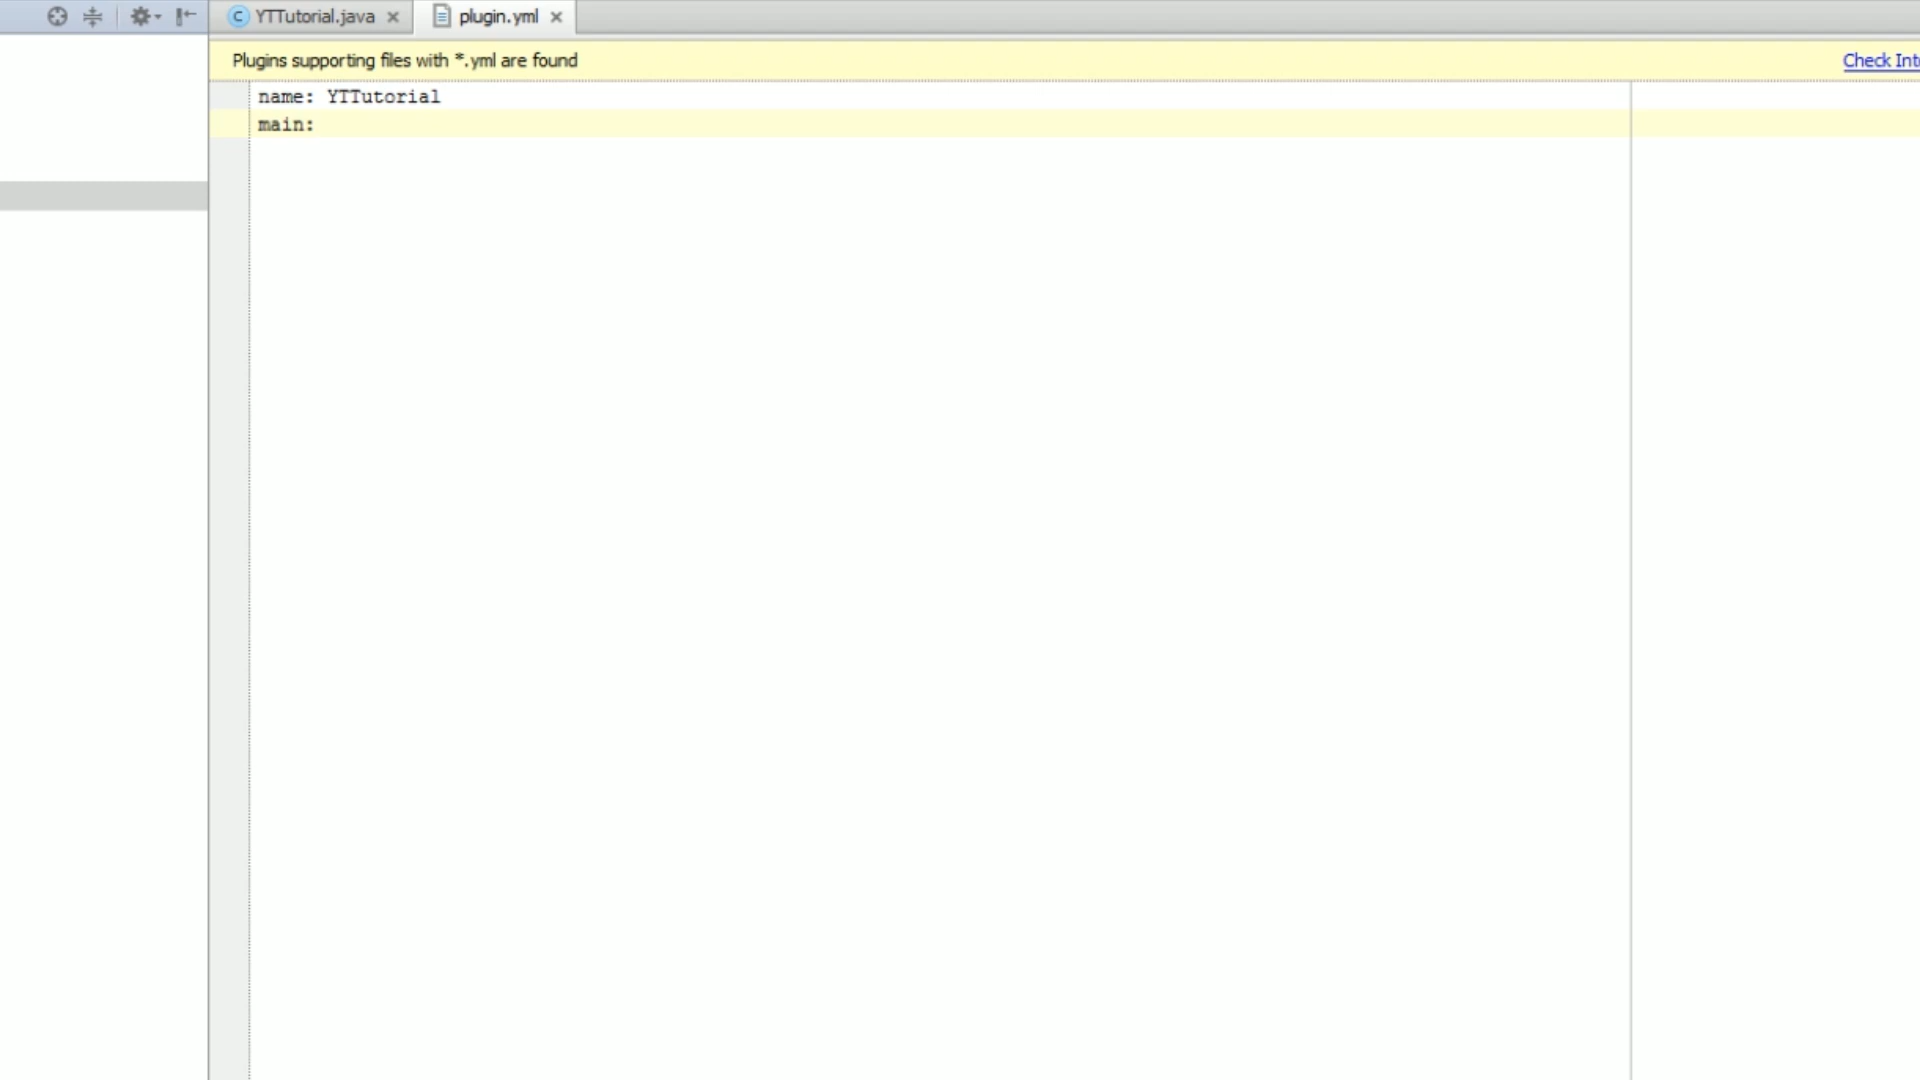 YTTutorial.java
plugin.yml
Plugins supporting files with *.yml are found
Check Int
name: YTTutorial
main: